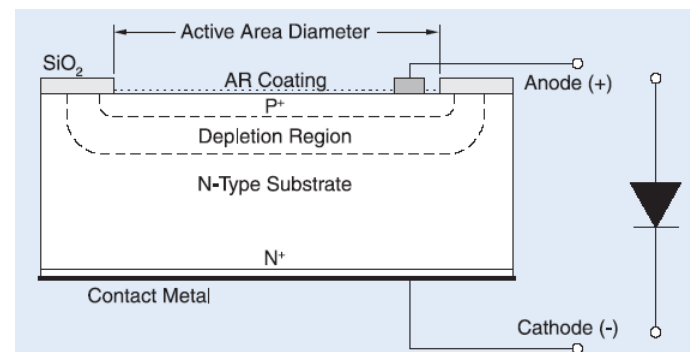 Active Area Diameter
SiO₂
AR Coating
Anode (+)
P⁺
Depletion Region
N-Type Substrate
N⁺
Contact Metal
Cathode (-)